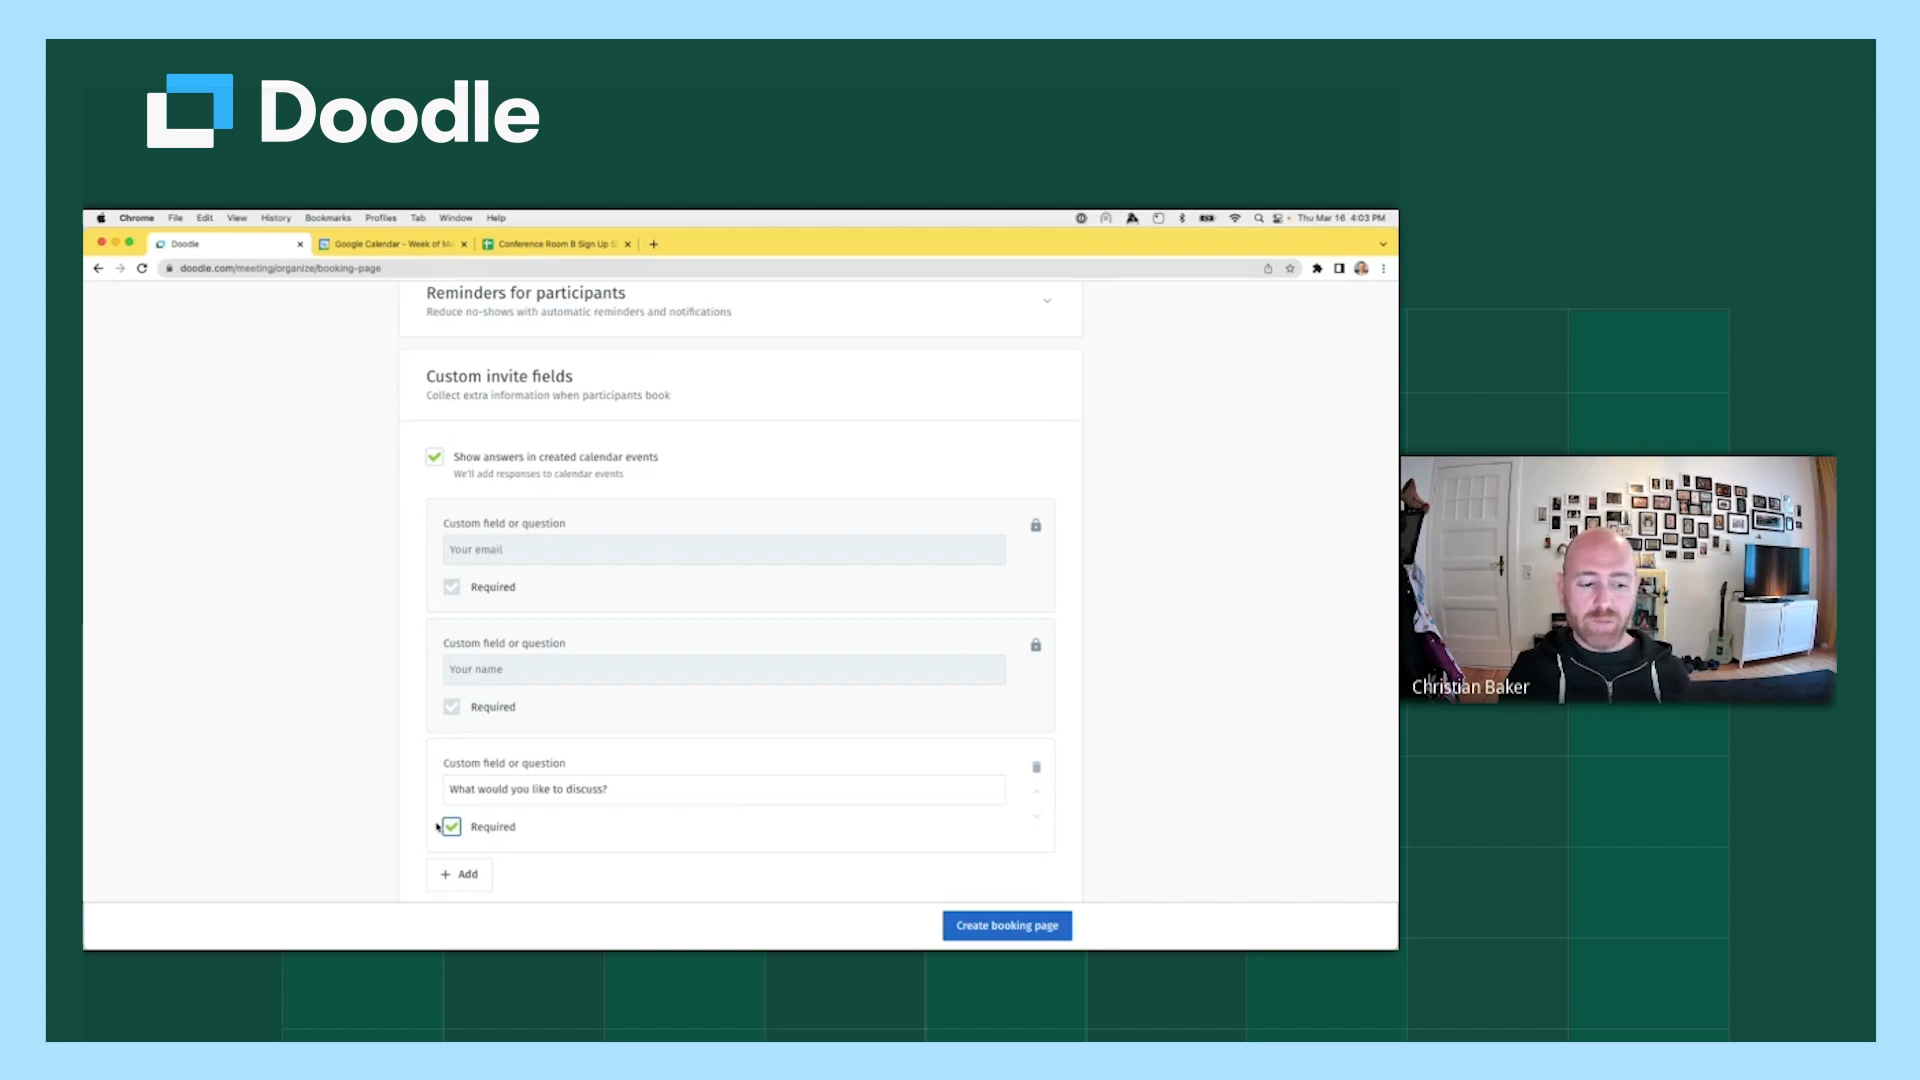 Doodle
Chrome File Edit View History Bookmarks Profiles Tab Window Help
Thu Mar 16 4:03 PM
Doodle
Google Calendar - Week of Ma
Conference Room B Sign Up S
doodle.com/meeting/organize/booking-page
Reminders for participants
Reduce no-shows with automatic reminders and notifications
Custom invite fields
Collect extra information when participants book
Show answers in created calendar events
We'll add responses to calendar events
Custom field or question
Your email
Required
Custom field or question
Your name
Required
Custom field or question
What would you like to discuss?
Required
+ Add
Create booking page
Christian Baker